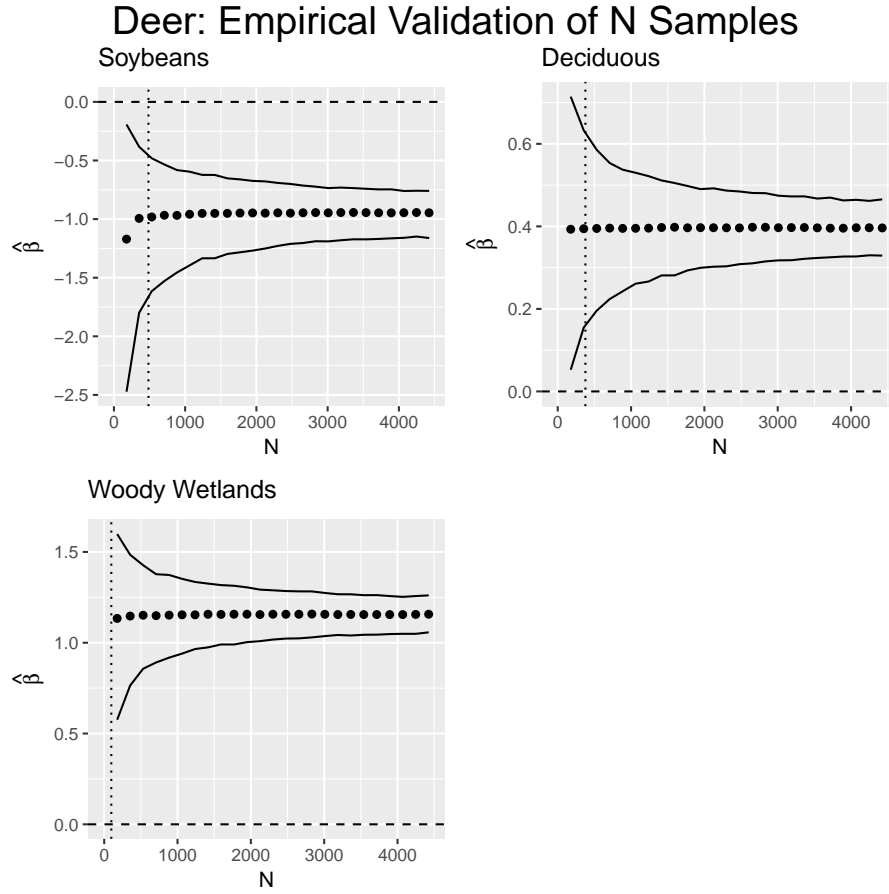 Deer: Empirical Validation of N Samples
Soybeans
Deciduous
0.0
−0.5
−1.0
−1.5
−2.0
−2.5
β̂
0 1000 2000 3000 4000
N
0.6
0.4
0.2
0.0
β̂
0 1000 2000 3000 4000
N
Woody Wetlands
1.5
1.0
0.5
0.0
β̂
0 1000 2000 3000 4000
N